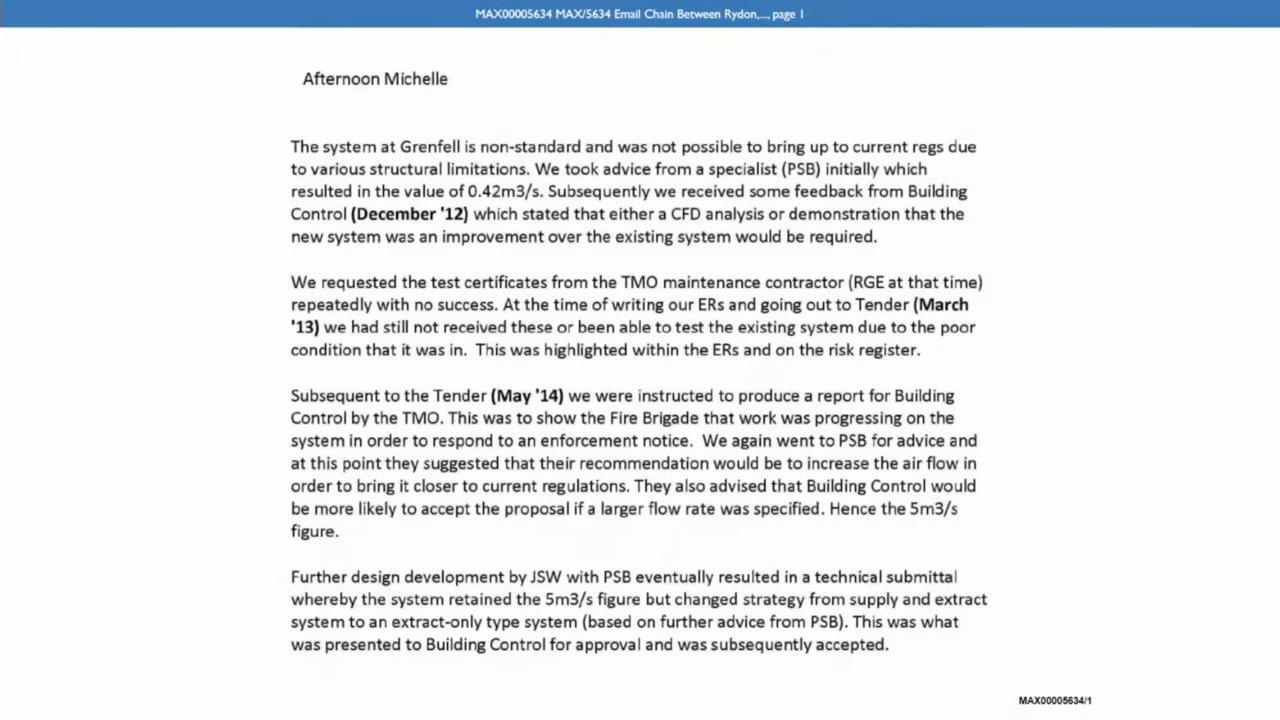 MAX00005634 MAX/5634 Email Chain Between Rydon,..., page 1
Afternoon Michelle
The system at Grenfell is non-standard and was not possible to bring up to current regs due
to various structural limitations. We took advice from a specialist (PSB) initially which
resulted in the value of 0.42m3/s. Subsequently we received some feedback from Building
Control (December '12) which stated that either a CFD analysis or demonstration that the
new system was an improvement over the existing system would be required.
We requested the test certificates from the TMO maintenance contractor (RGE at that time)
repeatedly with no success. At the time of writing our ERs and going out to Tender (March
'13) we had still not received these or been able to test the existing system due to the poor
condition that it was in. This was highlighted within the ERs and on the risk register.
Subsequent to the Tender (May '14) we were instructed to produce a report for Building
Control by the TMO. This was to show the Fire Brigade that work was progressing on the
system in order to respond to an enforcement notice. We again went to PSB for advice and
at this point they suggested that their recommendation would be to increase the air flow in
order to bring it closer to current regulations. They also advised that Building Control would
be more likely to accept the proposal if a larger flow rate was specified. Hence the 5m3/s
figure.
Further design development by JSW with PSB eventually resulted in a technical submittal
whereby the system retained the 5m3/s figure but changed strategy from supply and extract
system to an extract-only type system (based on further advice from PSB). This was what
was presented to Building Control for approval and was subsequently accepted.
MAX00005634/1